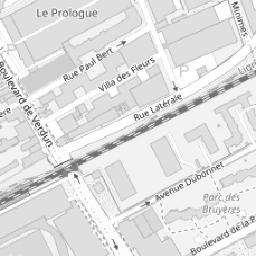 Le Prologue
Minimes
Rue Paul Bert
Villa des Fleurs
Boulevard de Verdun
Rue Latérale
Avenue Dubonnet
Parc des
Bruyères
Boulevard de la